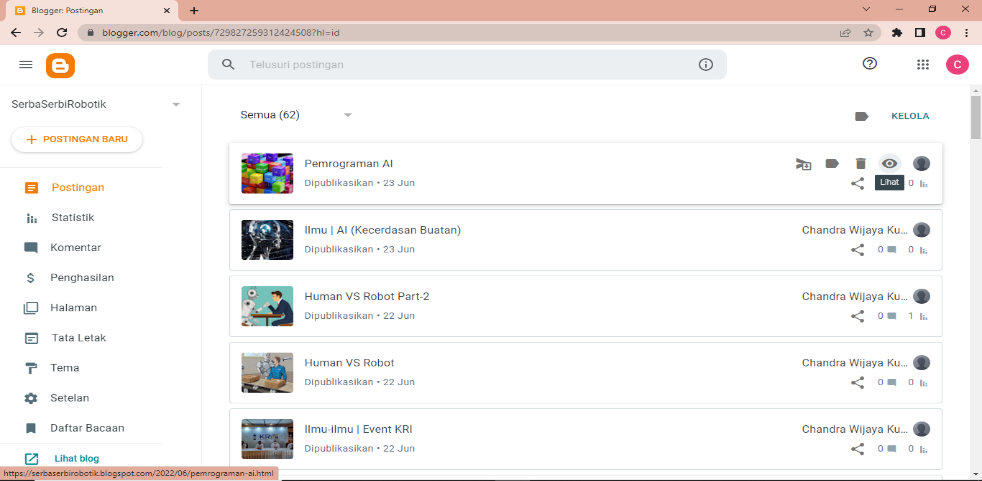 Blogger: Postingan
blogger.com/blog/posts/7298272593124245 08?hl=id
Telusuri postingan
C
SerbaSerbiRobotik
POSTINGAN BARU
Postingan
Statistik
Komentar
Penghasilan
Halaman
Tata Letak
Tema
Setelan
Daftar Bacaan
Lihat blog
Semua (62)
KELOLA
Pemrograman AI
Dipublikasikan • 23 Jun
Lihat
0
Ilmu | AI (Kecerdasan Buatan)
Chandra Wijaya Ku...
Dipublikasikan • 23 Jun
0 0
Human VS Robot Part-2
Chandra Wijaya Ku...
Dipublikasikan • 22 Jun
0 1
Human VS Robot
Chandra Wijaya Ku...
Dipublikasikan • 22 Jun
0 0
Ilmu-ilmu | Event KRI
Chandra Wijaya Ku...
Dipublikasikan • 22 Jun
0 0
KRI
https://serbaserbirobotik.blogspot.com/2022/06/pemrograman-ai.html